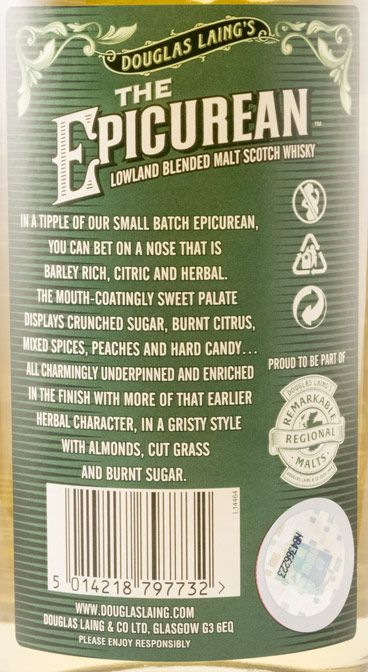 DOUGLAS LAING'S
THE
EPICUREAN™
LOWLAND BLENDED MALT SCOTCH WHISKY
IN A TIPPLE OF OUR SMALL BATCH EPICUREAN,
YOU CAN BET ON A NOSE THAT IS
BARLEY RICH, CITRIC AND HERBAL.
THE MOUTH-COATINGLY SWEET PALATE
DISPLAYS CRUNCHED SUGAR, BURNT CITRUS,
MIXED SPICES, PEACHES AND HARD CANDY...
ALL CHARMINGLY UNDERPINNED AND ENRICHED
IN THE FINISH WITH MORE OF THAT EARLIER
HERBAL CHARACTER, IN A GRISTY STYLE
WITH ALMONDS, CUT GRASS
AND BURNT SUGAR.
PROUD TO BE PART OF
DOUGLAS LAING'S
REMARKABLE
REGIONAL
MALTS
L14464
5 014218 797732 >
WWW.DOUGLASLAING.COM
DOUGLAS LAING & CO LTD, GLASGOW G3 6EQ
PLEASE ENJOY RESPONSIBLY